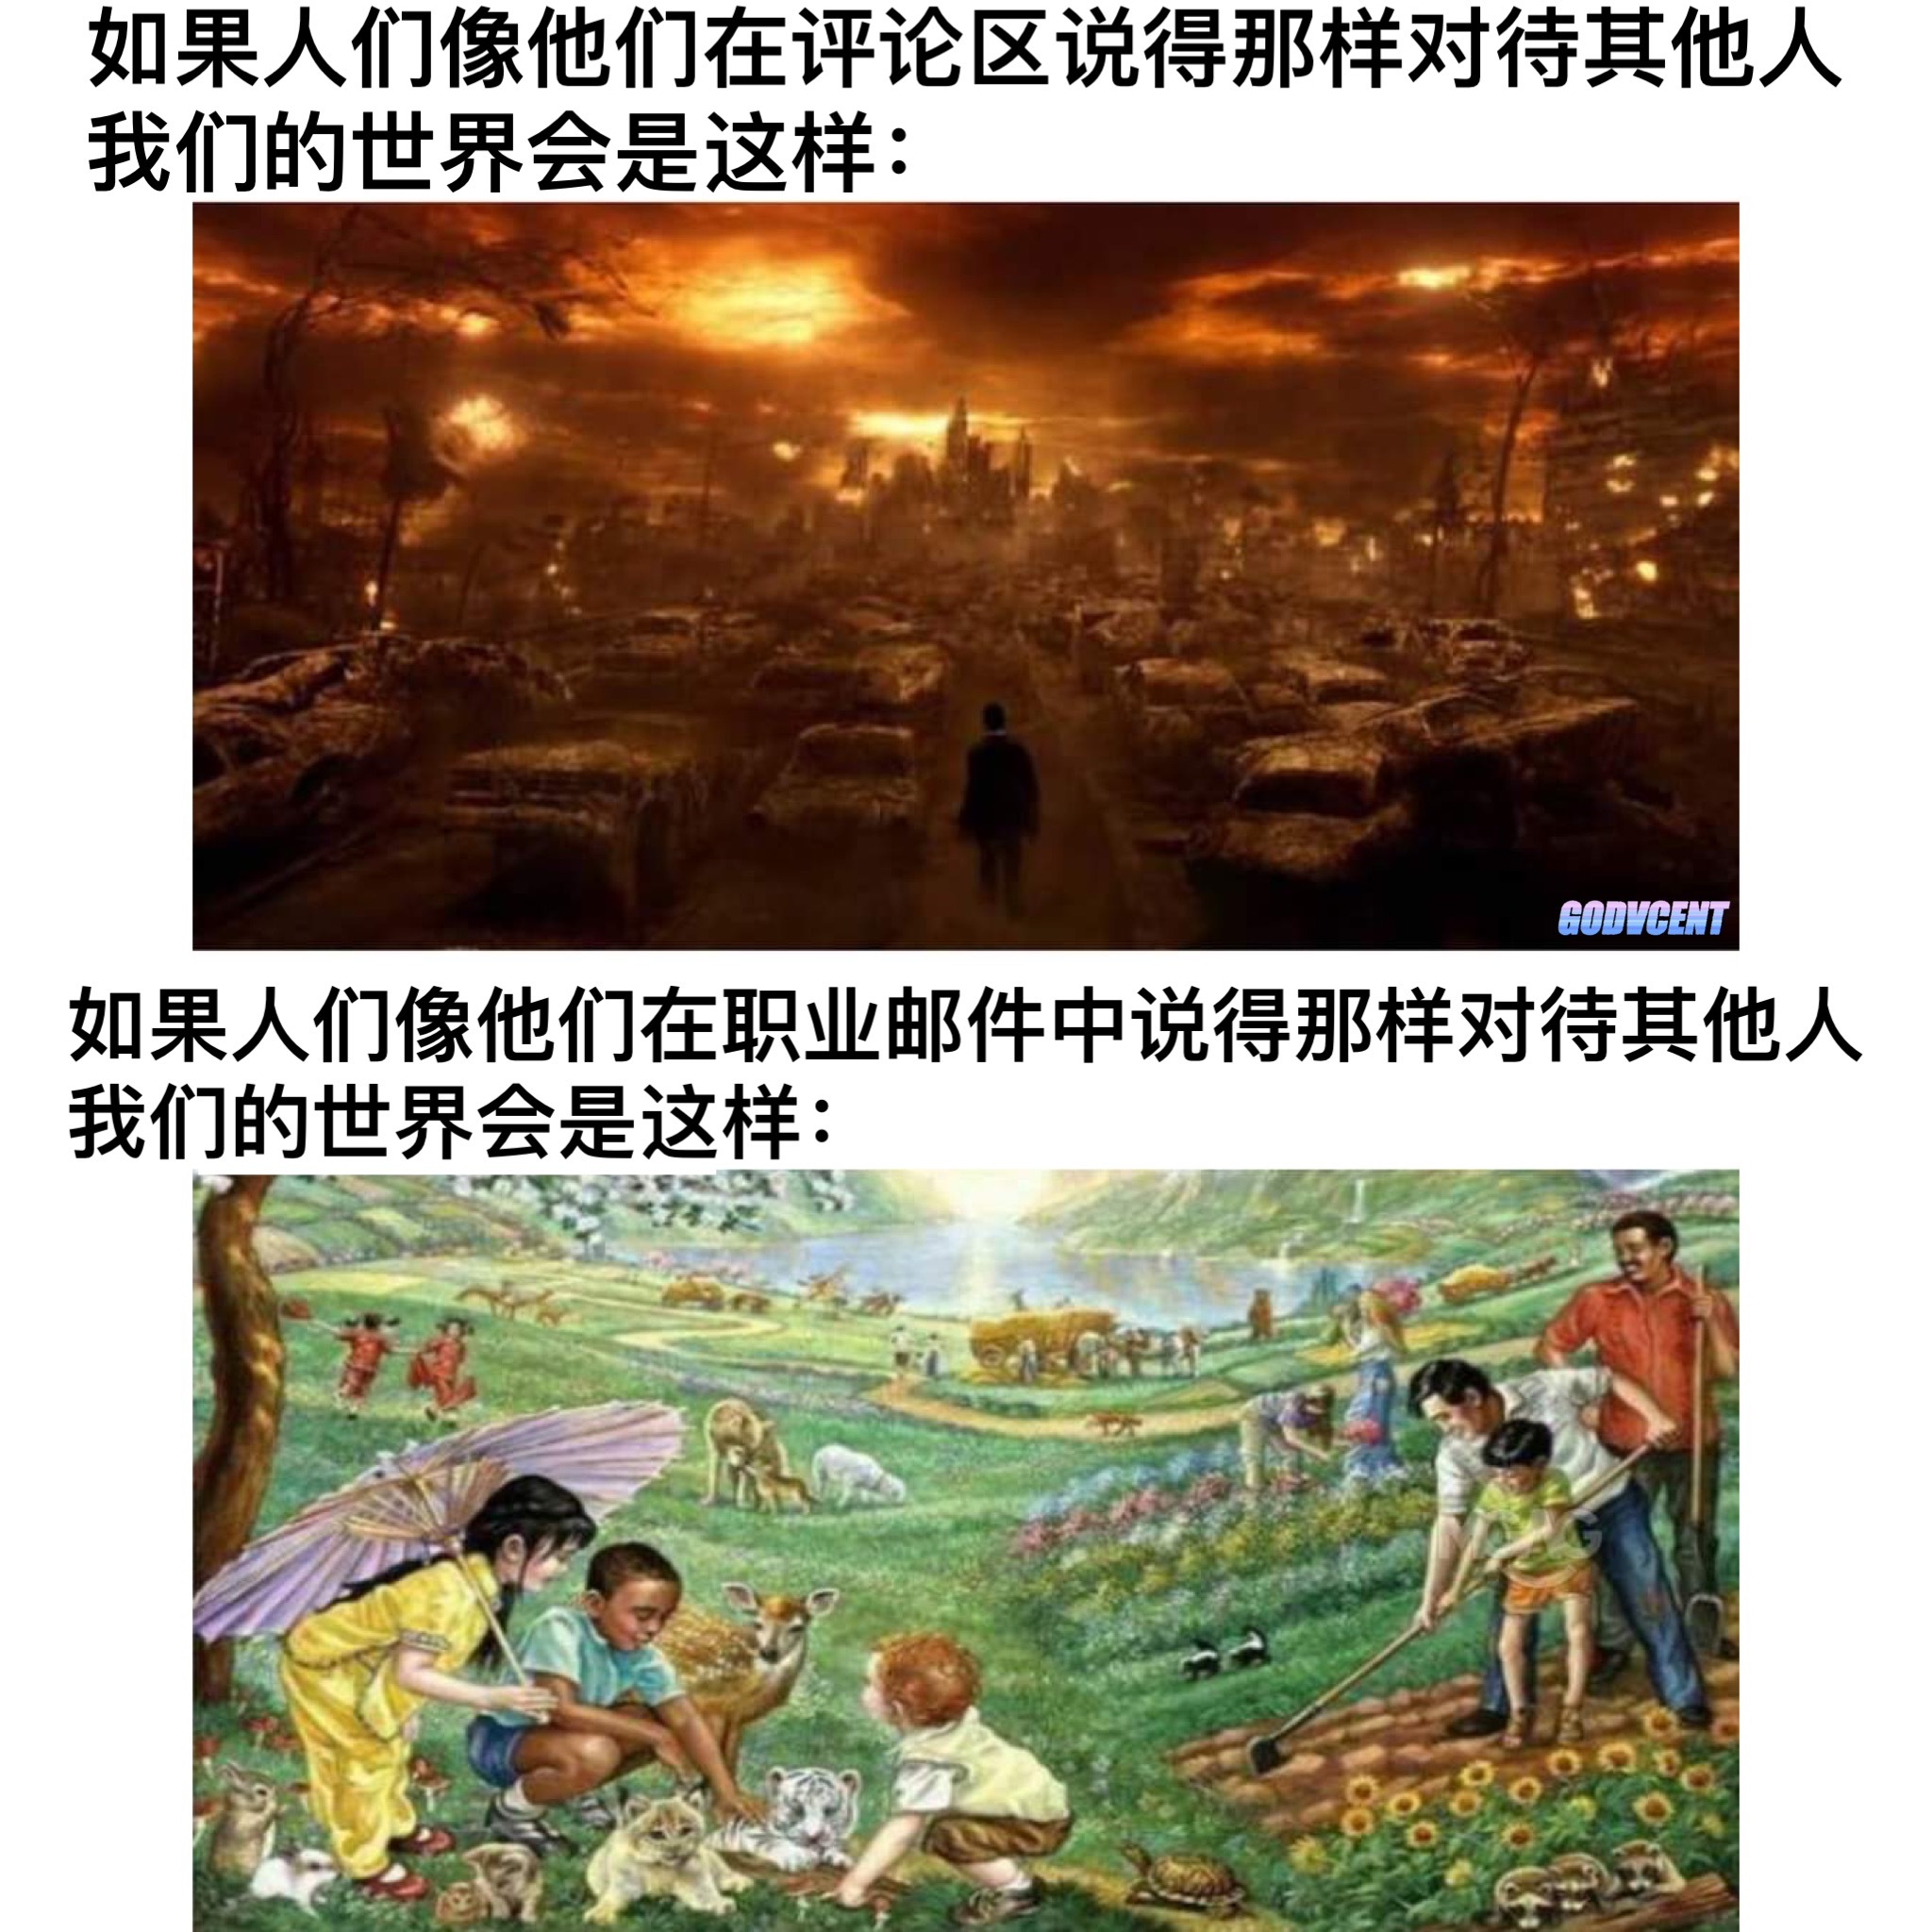 如果人们像他们在评论区说得那样对待其他人
我们的世界会是这样：
GODVCENT
如果人们像他们在职业邮件中说得那样对待其他人
我们的世界会是这样：